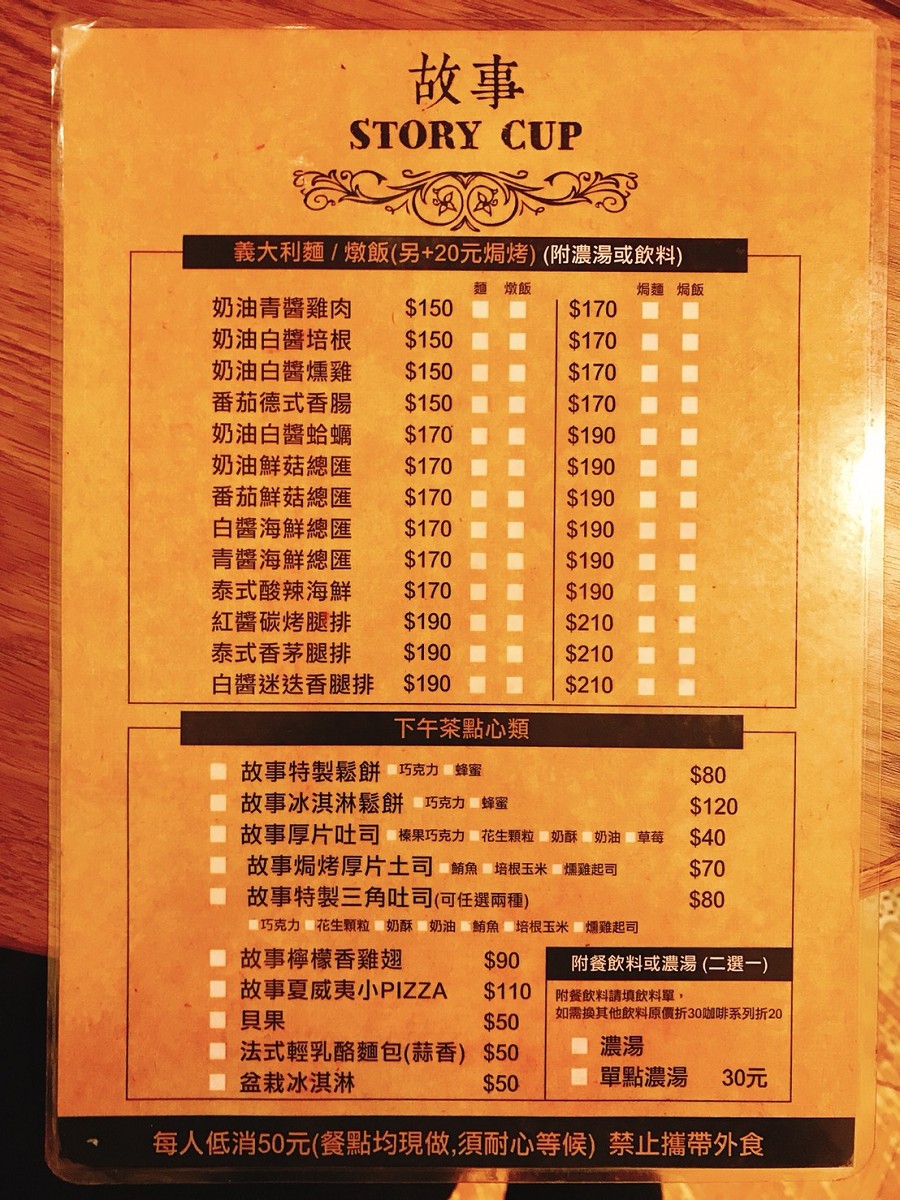 故事
STORY CUP
義大利麵 / 燉飯(另+20元焗烤) (附濃湯或飲料)
麵 燉飯 焗麵 焗飯
奶油青醬雞肉 $150 $170
奶油白醬培根 $150 $170
奶油白醬燻雞 $150 $170
番茄德式香腸 $150 $170
奶油白醬蛤蠣 $170 $190
奶油鮮菇總匯 $170 $190
番茄鮮菇總匯 $170 $190
白醬海鮮總匯 $170 $190
青醬海鮮總匯 $170 $190
泰式酸辣海鮮 $170 $190
紅醬碳烤腿排 $190 $210
泰式香茅腿排 $190 $210
白醬迷迭香腿排 $190 $210
下午茶點心類
故事特製鬆餅 巧克力 蜂蜜 $80
故事冰淇淋鬆餅 巧克力 蜂蜜 $120
故事厚片吐司 榛果巧克力 花生顆粒 奶酥 奶油 草莓 $40
故事焗烤厚片土司 鮪魚 培根玉米 燻雞起司 $70
故事特製三角吐司(可任選兩種) $80
巧克力 花生顆粒 奶酥 奶油 鮪魚 培根玉米 燻雞起司
故事檸檬香雞翅 $90
故事夏威夷小PIZZA $110
貝果 $50
法式輕乳酪麵包(蒜香) $50
盆栽冰淇淋 $50
附餐飲料或濃湯 (二選一)
附餐飲料請填飲料單，
如需換其他飲料原價折30咖啡系列折20
濃湯
單點濃湯 30元
每人低消50元(餐點均現做,須耐心等候) 禁止攜帶外食